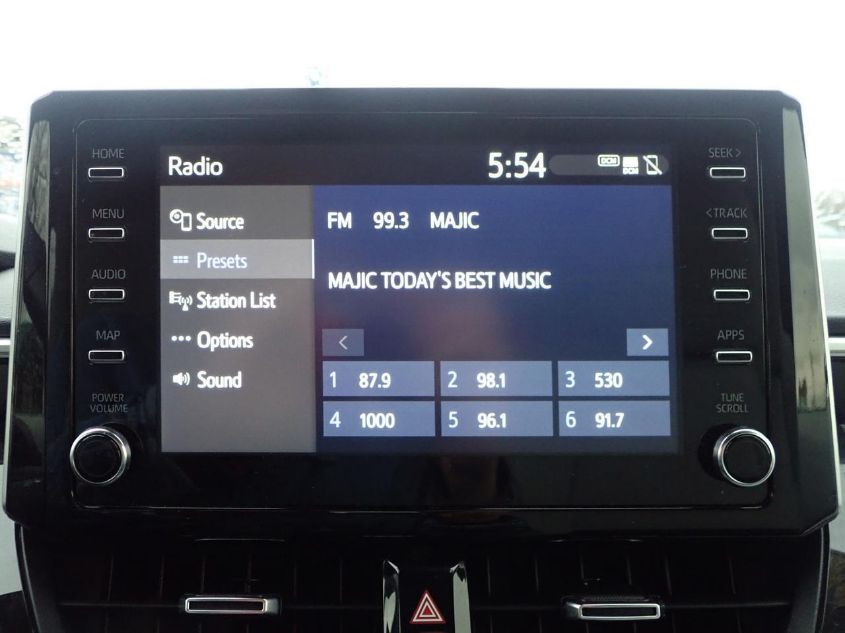 HOME
MENU
AUDIO
MAP
POWER
VOLUME
Radio
5:54
DCM
DCM
Source
Presets
Station List
Options
Sound
FM 99.3 MAJIC
MAJIC TODAY'S BEST MUSIC
< >
1 87.9 2 98.1 3 530
4 1000 5 96.1 6 91.7
SEEK >
< TRACK
PHONE
APPS
TUNE
SCROLL